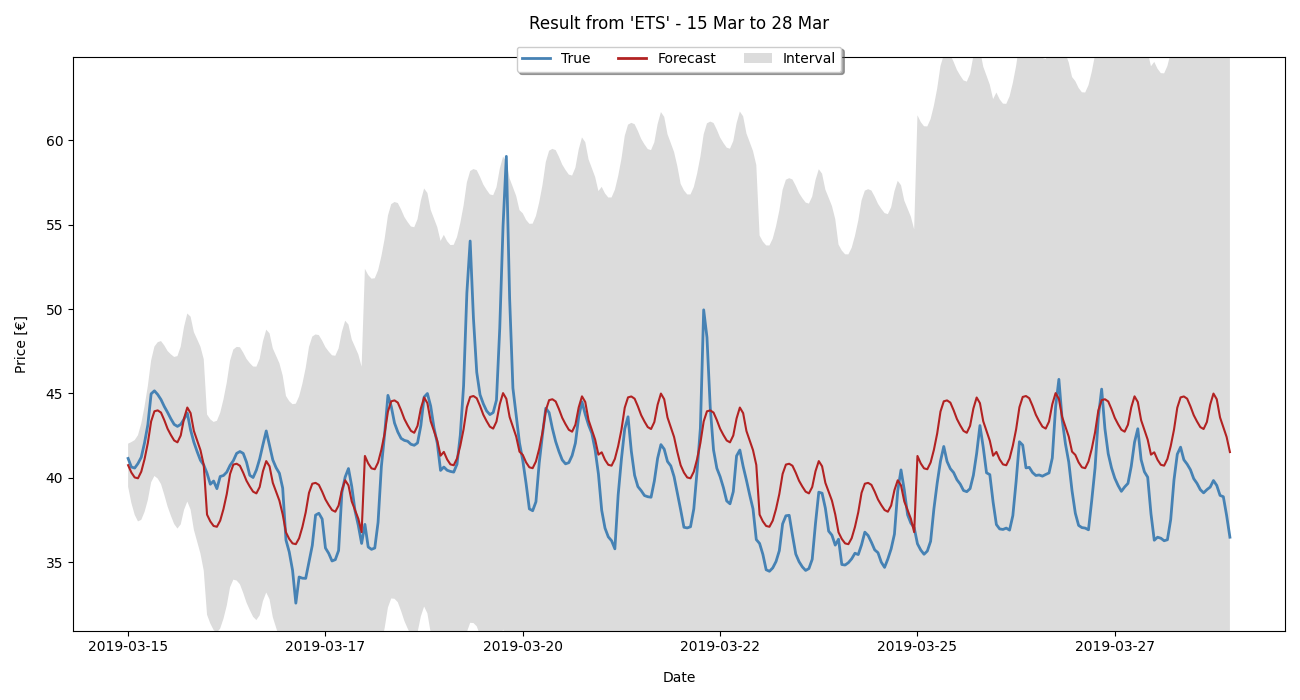 Result from 'ETS' - 15 Mar to 28 Mar
True Forecast Interval
Price [€]
60
55
50
45
40
35
2019-03-15 2019-03-17 2019-03-20 2019-03-22 2019-03-25 2019-03-27
Date